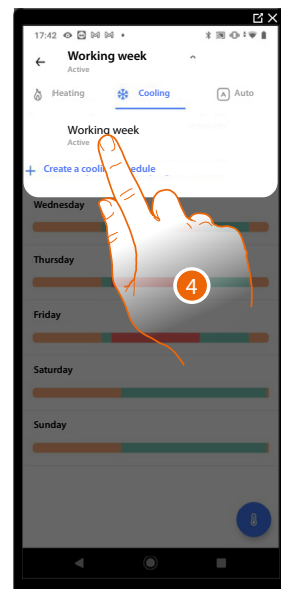 17:42
Working week
Active
Heating
Cooling
A Auto
Working week
Active
+ Create a cooling schedule
Wednesday
Thursday
4
Friday
Saturday
Sunday